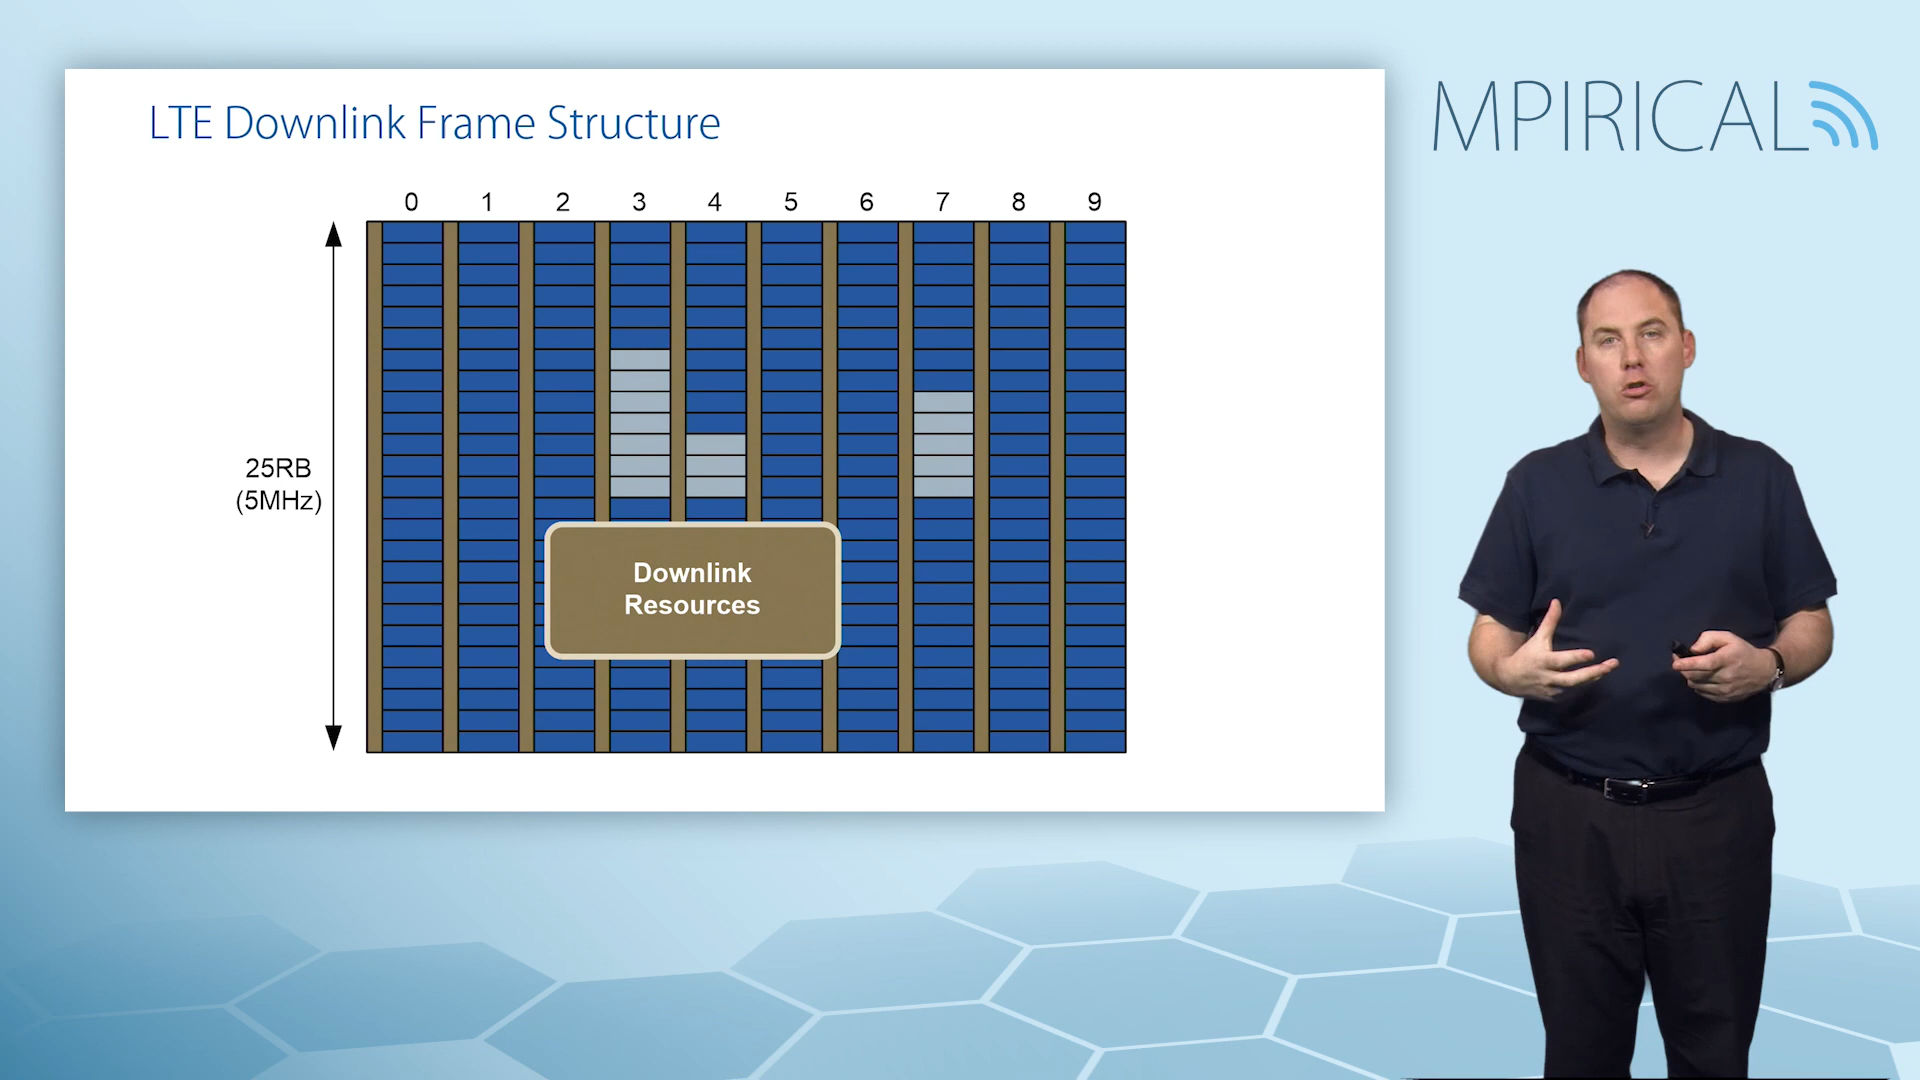 LTE Downlink Frame Structure
MPIRICAL
0 1 2 3 4 5 6 7 8 9
25RB
(5MHz)
Downlink
Resources